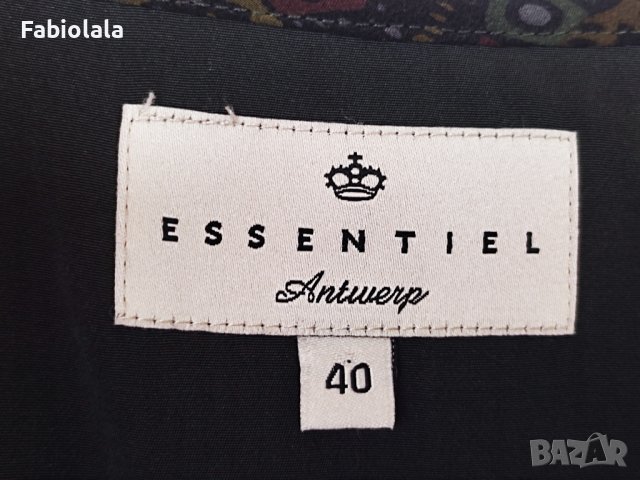 Fabiolala
ESSENTIEL
Antwerp
40
BAZAR